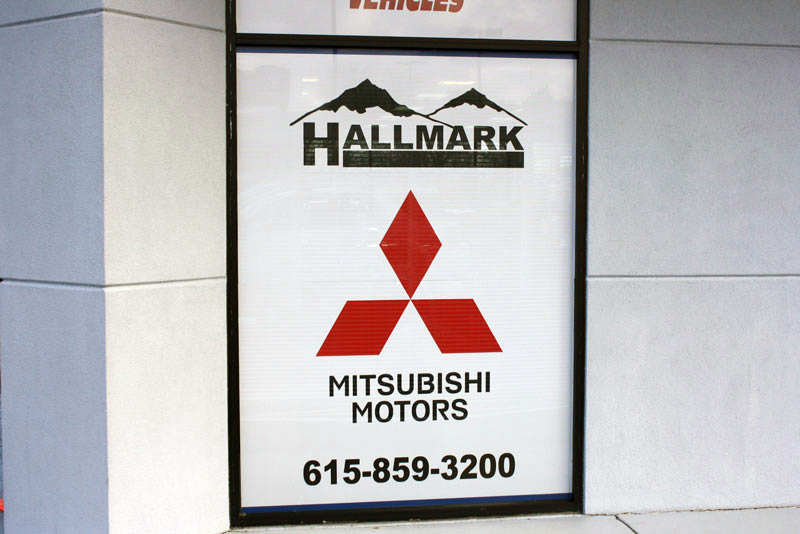 VEHICLES
HALLMARK
MITSUBISHI
MOTORS
615-859-3200